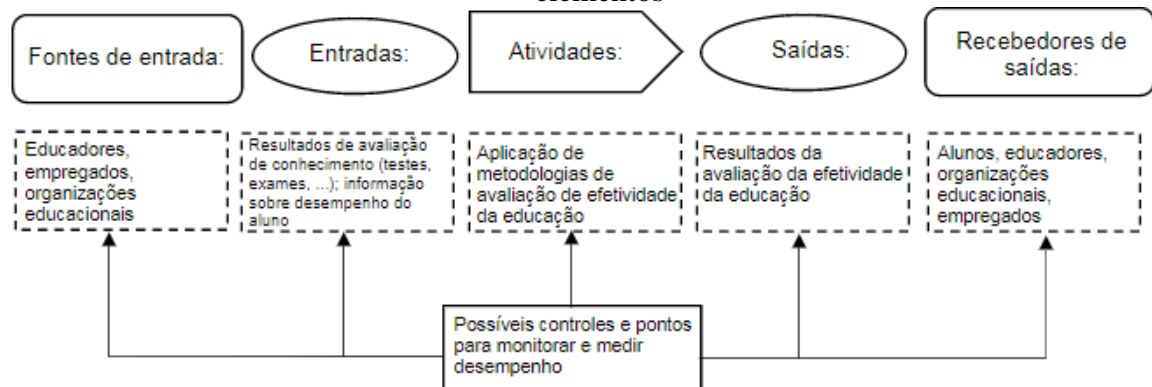 elementos
Fontes de entrada:
Entradas:
Atividades:
Saídas:
Recebedores de
saídas:
Educadores,
empregados,
organizações
educacionais
Resultados de avaliação
de conhecimento (testes,
exames, ...); informação
sobre desempenho do
aluno
Aplicação de
metodologias de
avaliação de efetividade
da educação
Resultados da
avaliação da efetividade
da educação
Alunos, educadores,
organizações
educacionais,
empregados
Possíveis controles e pontos
para monitorar e medir
desempenho